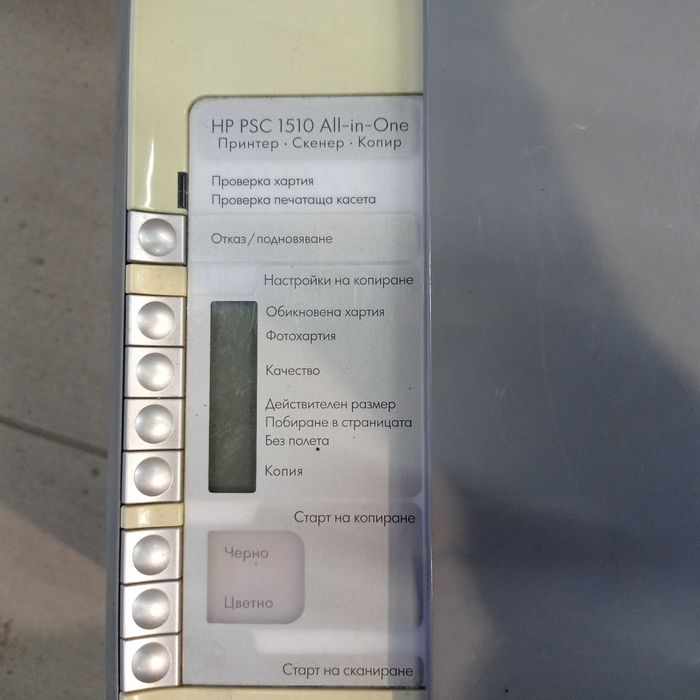 HP PSC 1510 All-in-One
Принтер · Скенер · Копир
Проверка хартия
Проверка печатаща касета
Отказ/подновяване
Настройки на копиране
Обикновена хартия
Фотохартия
Качество
Действителен размер
Побиране в страницата
Без полета
Копия
Старт на копиране
Черно
Цветно
Старт на сканиране